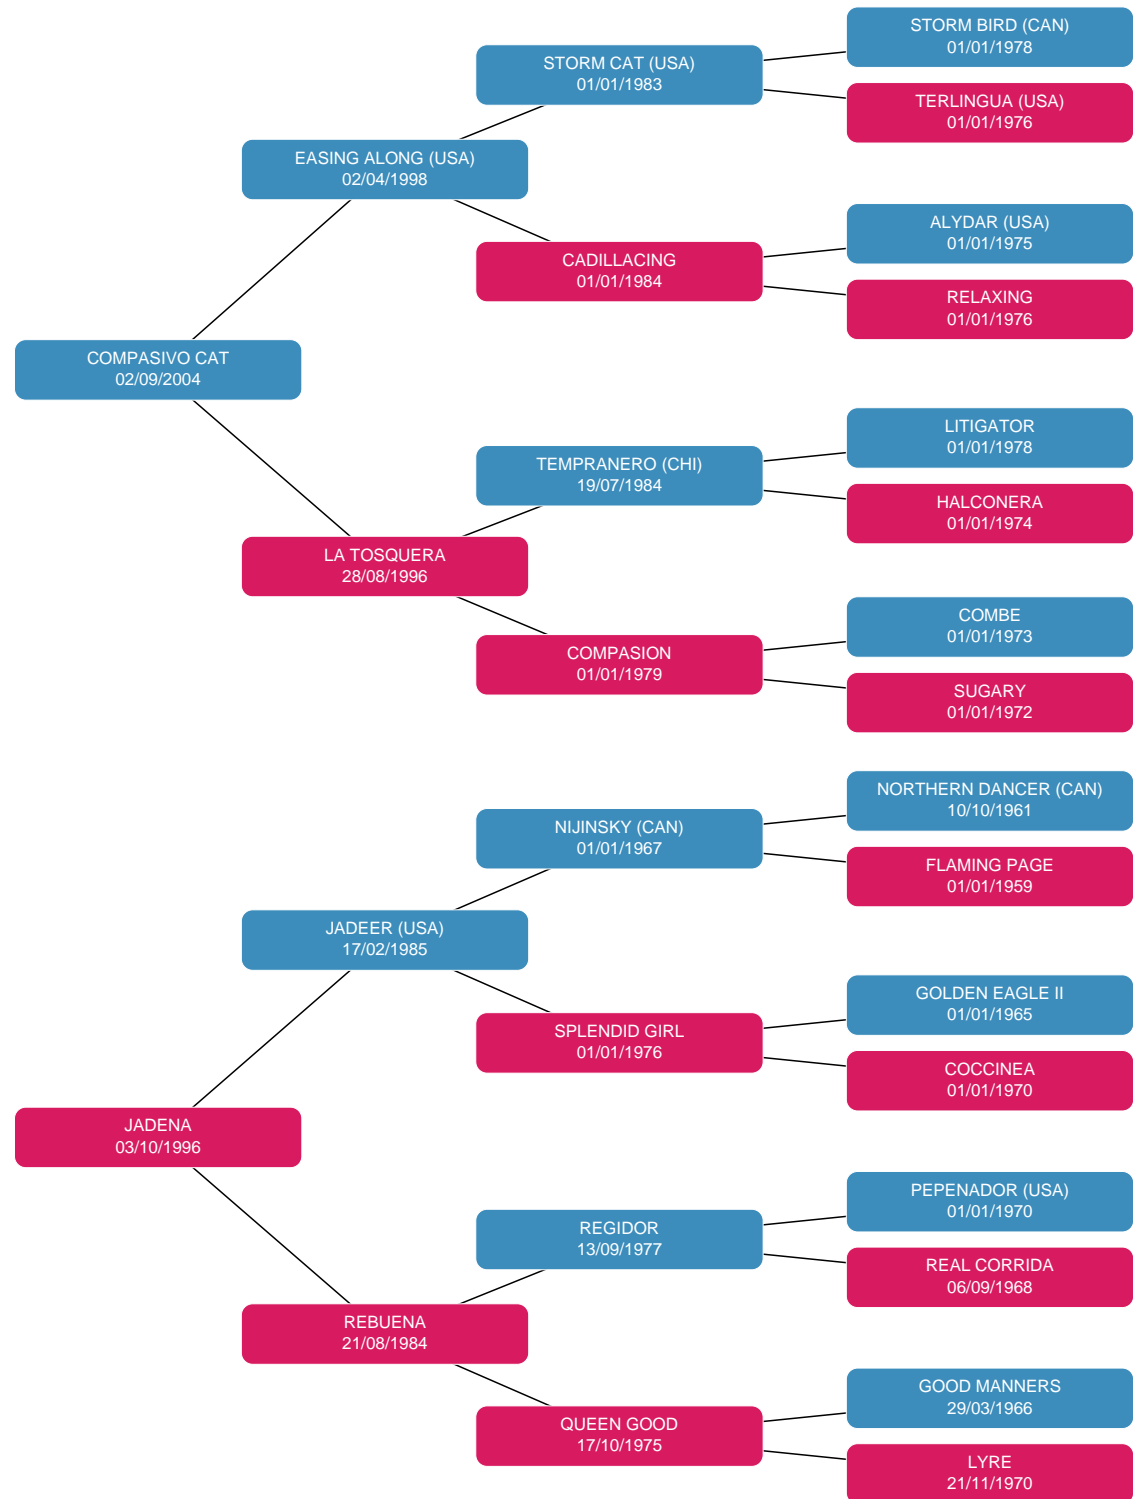 STORM BIRD (CAN)
01/01/1978
STORM CAT (USA)
01/01/1983
TERLINGUA (USA)
01/01/1976
EASING ALONG (USA)
02/04/1998
ALYDAR (USA)
01/01/1975
CADILLACING
01/01/1984
RELAXING
01/01/1976
COMPASIVO CAT
02/09/2004
LITIGATOR
01/01/1978
TEMPRANERO (CHI)
19/07/1984
HALCONERA
01/01/1974
LA TOSQUERA
28/08/1996
COMBE
01/01/1973
COMPASION
01/01/1979
SUGARY
01/01/1972
NORTHERN DANCER (CAN)
10/10/1961
NIJINSKY (CAN)
01/01/1967
FLAMING PAGE
01/01/1959
JADEER (USA)
17/02/1985
GOLDEN EAGLE II
01/01/1965
SPLENDID GIRL
01/01/1976
COCCINEA
01/01/1970
JADENA
03/10/1996
PEPENADOR (USA)
01/01/1970
REGIDOR
13/09/1977
REAL CORRIDA
06/09/1968
REBUENA
21/08/1984
GOOD MANNERS
29/03/1966
QUEEN GOOD
17/10/1975
LYRE
21/11/1970